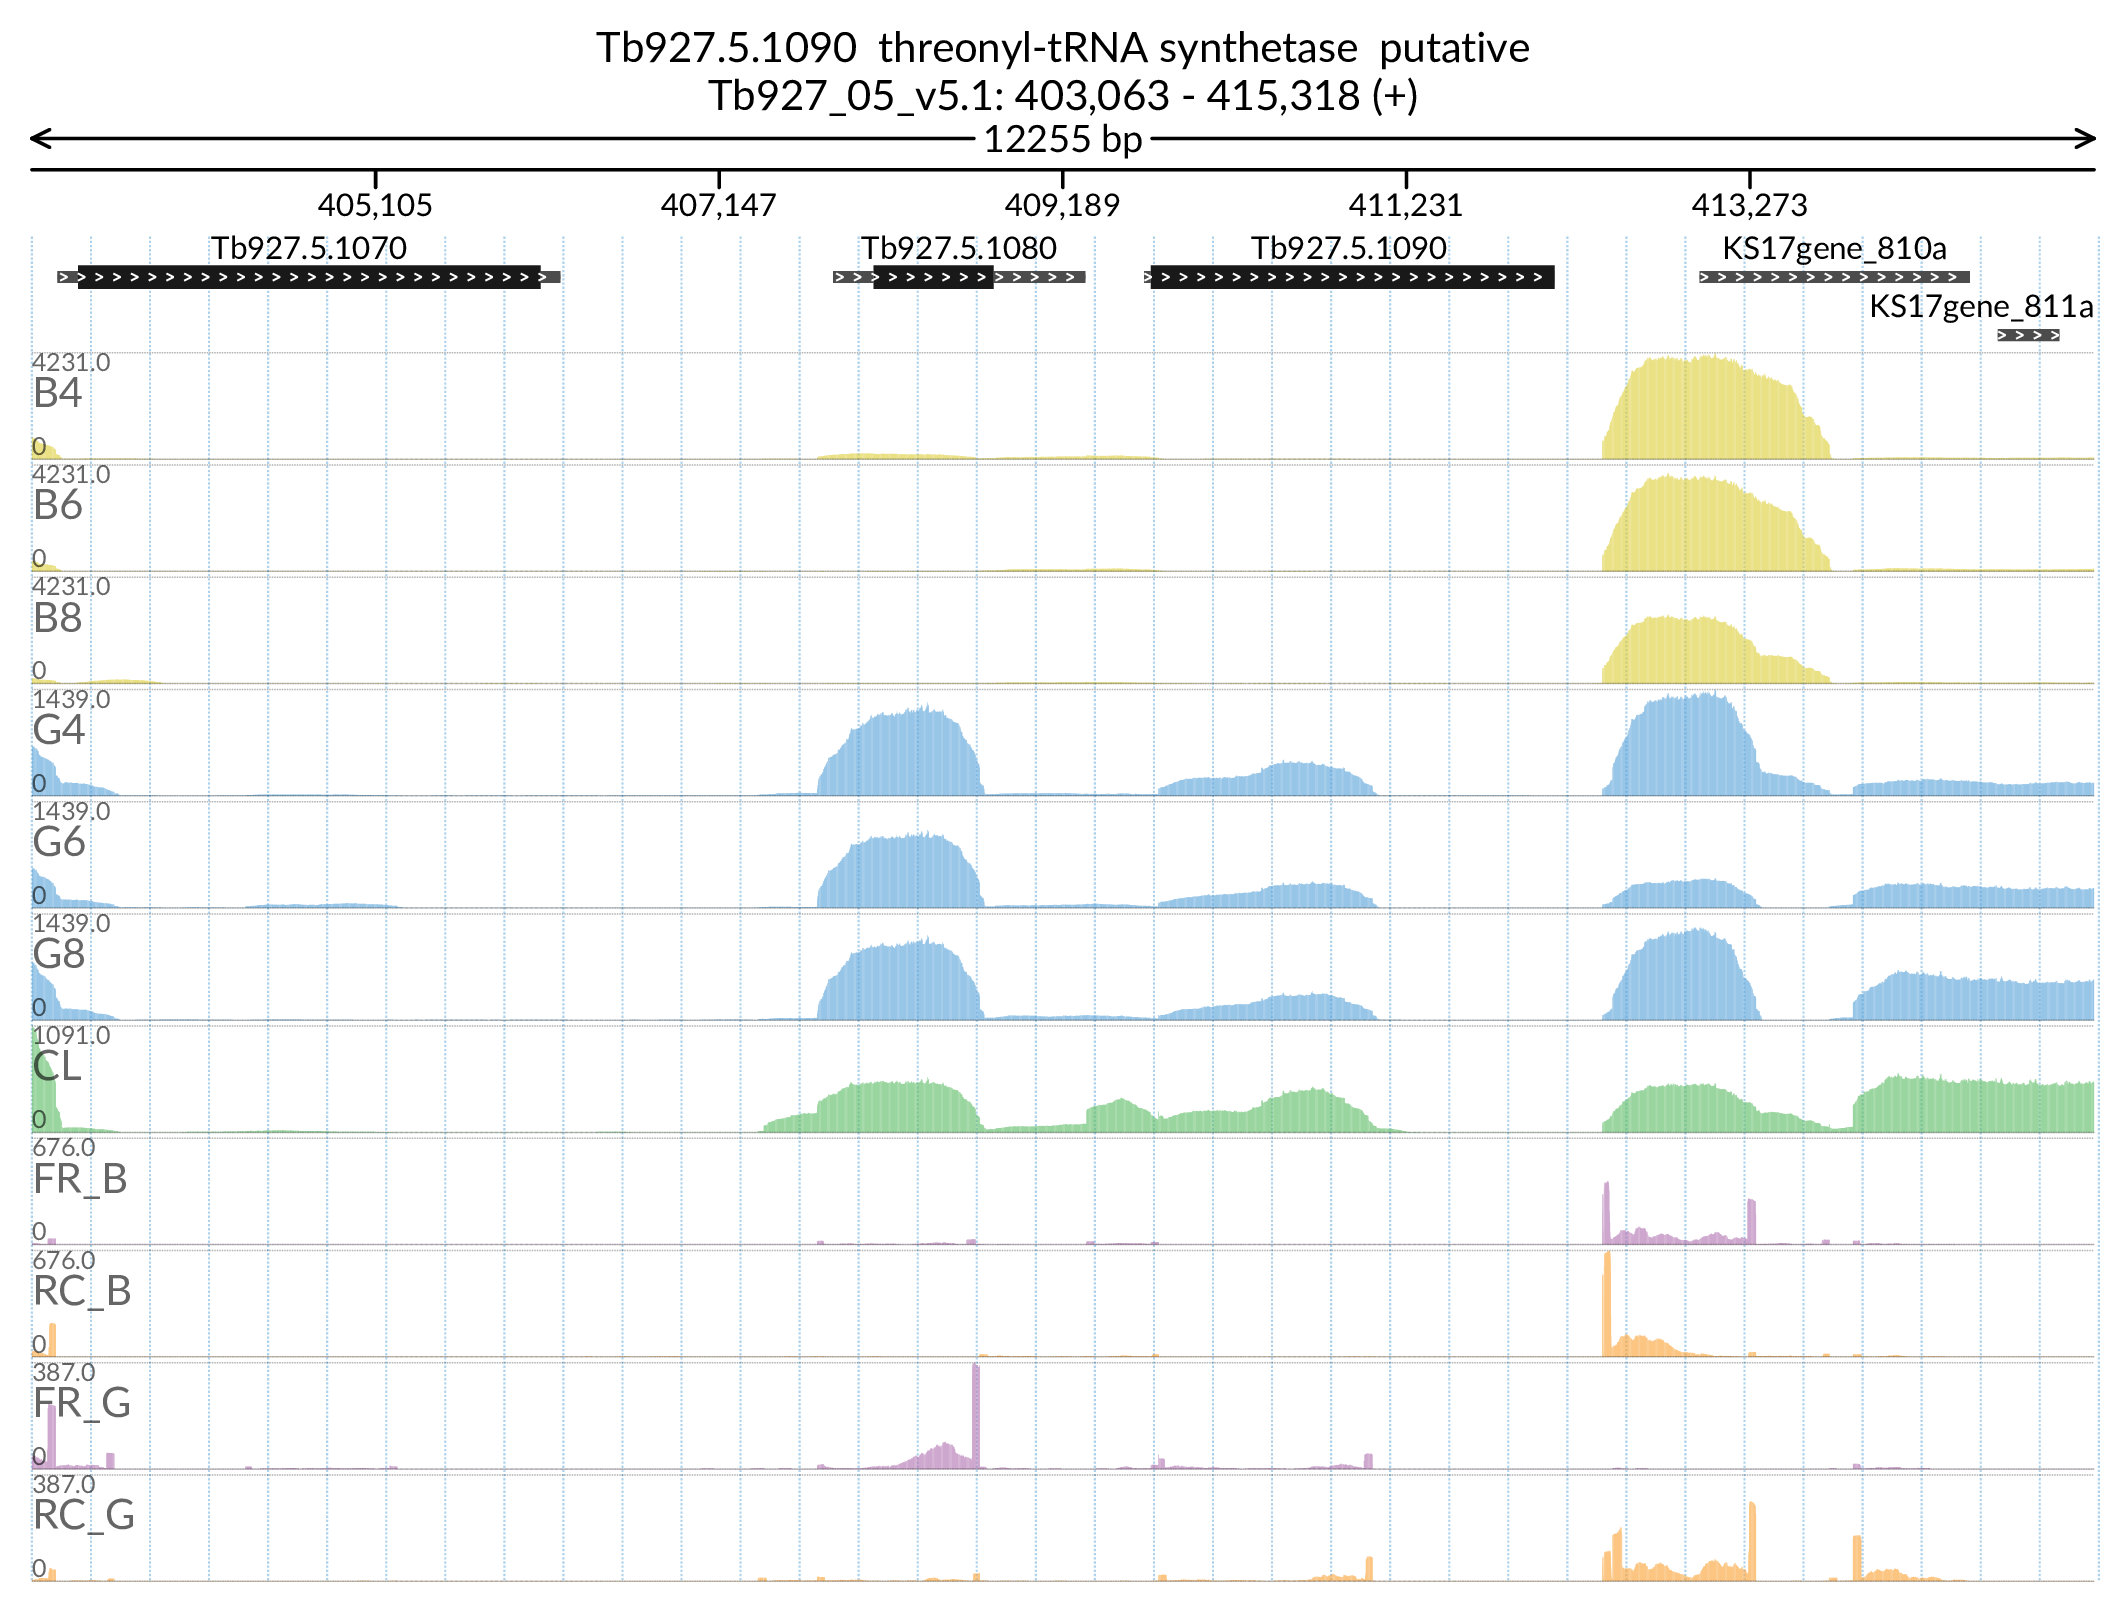 Tb927.5.1090  threonyl-tRNA synthetase  putative
Tb927_05_v5.1: 403,063 - 415,318 (+)
12255 bp
405,105 407,147 409,189 411,231 413,273
Tb927.5.1070 Tb927.5.1080 Tb927.5.1090 KS17gene_810a
KS17gene_811a
4231.0
B4
0
4231.0
B6
0
4231.0
B8
0
1439.0
G4
0
1439.0
G6
0
1439.0
G8
0
1091.0
CL
0
676.0
FR_B
0
676.0
RC_B
0
387.0
FR_G
0
387.0
RC_G
0